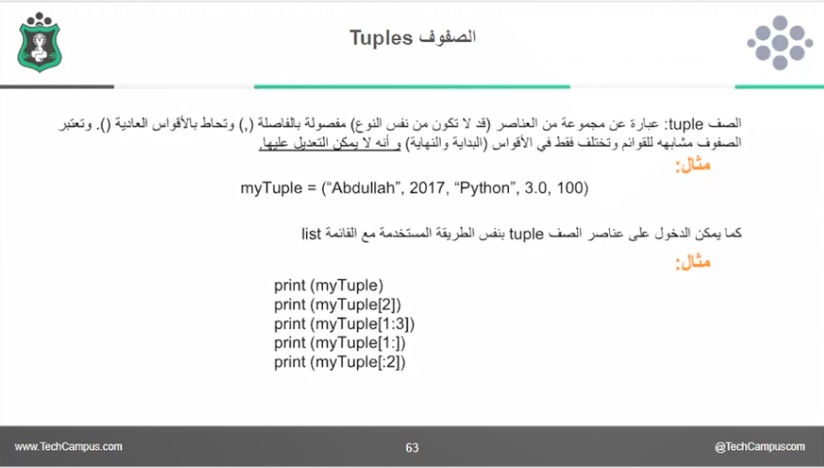 الصفوف Tuples
الصف tuple: عبارة عن مجموعة من العناصر (قد لا تكون من نفس النوع) مفصولة بالفاصلة (,) وتحاط بالأقواس العادية (). وتعتبر
الصفوف مشابهه للقوائم وتختلف فقط في الأقواس (البداية والنهاية) و أنه لا يمكن التعديل عليها.
مثال:
myTuple = (“Abdullah”, 2017, “Python”, 3.0, 100)
كما يمكن الدخول على عناصر الصف tuple بنفس الطريقة المستخدمة مع القائمة list
مثال:
print (myTuple)
print (myTuple[2])
print (myTuple[1:3])
print (myTuple[1:])
print (myTuple[:2])
www.TechCampus.com
63
@TechCampuscom